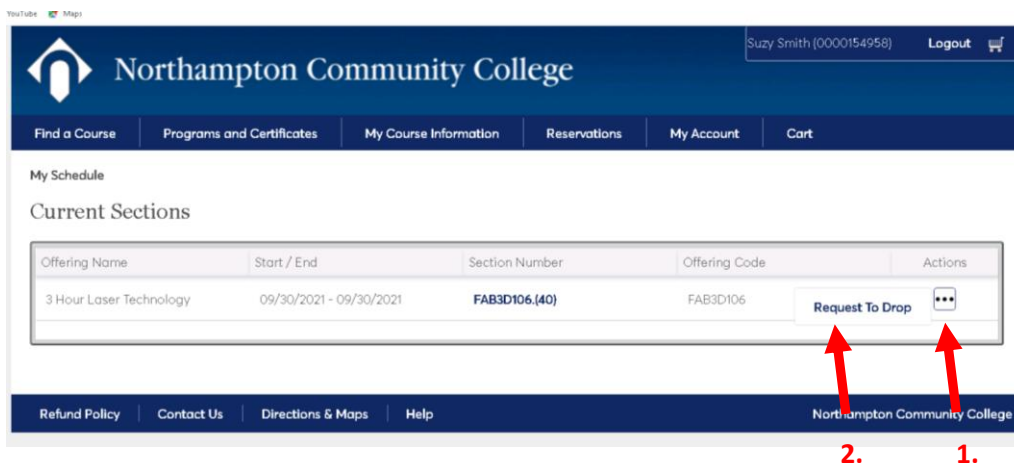 YouTube Maps
Suzy Smith (0000154958) Logout
Northampton Community College
Find a Course Programs and Certificates My Course Information Reservations My Account Cart
My Schedule
Current Sections
Offering Name Start / End Section Number Offering Code Actions
3 Hour Laser Technology 09/30/2021 - 09/30/2021 FAB3D106.(40) FAB3D106 Request To Drop •••
Refund Policy Contact Us Directions & Maps Help Northampton Community College
2. 1.